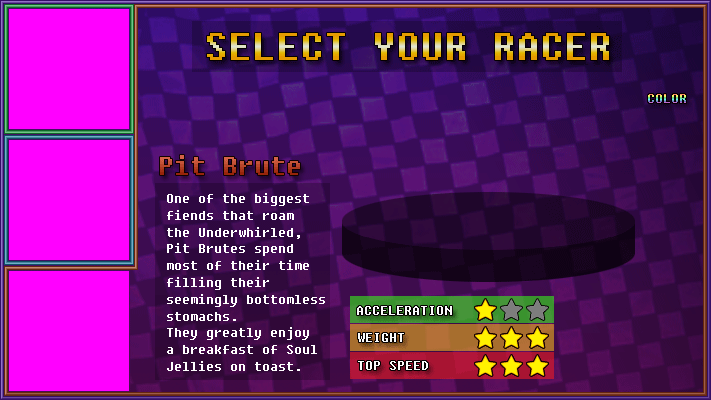 SELECT YOUR RACER
COLOR
Pit Brute
One of the biggest
fiends that roam
the Underwhirled,
Pit Brutes spend
most of their time
filling their
seemingly bottomless
stomachs.
They greatly enjoy
a breakfast of Soul
Jellies on toast.
ACCELERATION
WEIGHT
TOP SPEED